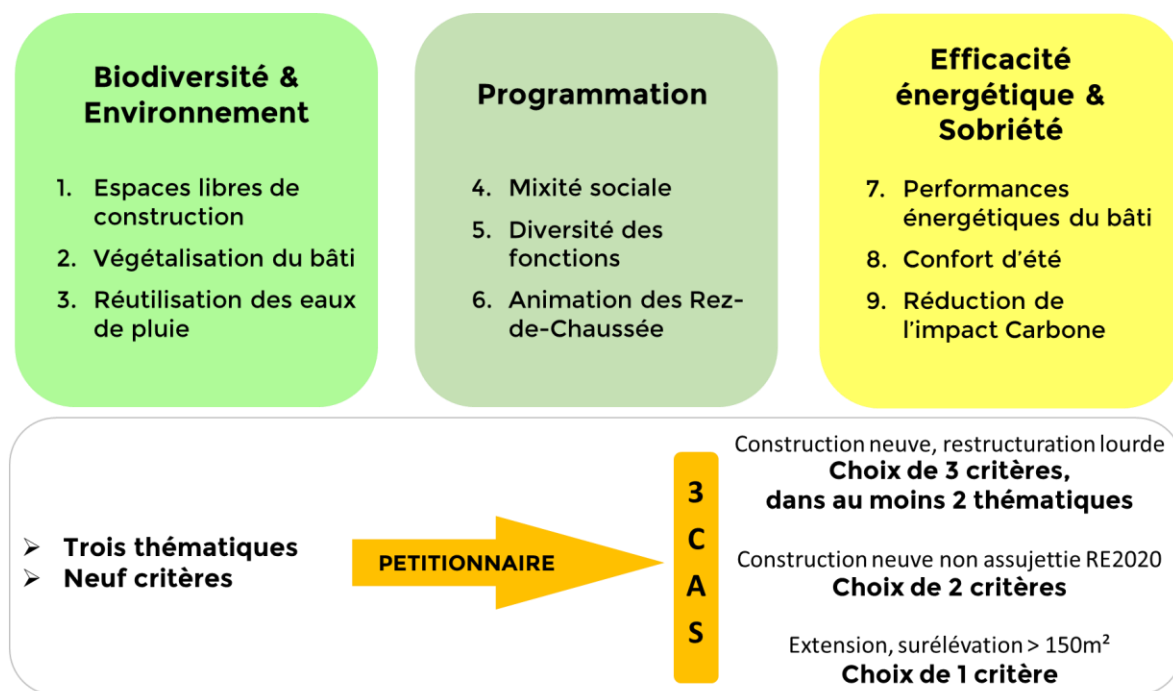 Biodiversité &
Environnement
1. Espaces libres de
construction
2. Végétalisation du bâti
3. Réutilisation des eaux
de pluie
Programmation
4. Mixité sociale
5. Diversité des
fonctions
6. Animation des Rez-
de-Chaussée
Efficacité
énergétique &
Sobriété
7. Performances
énergétiques du bâti
8. Confort d'été
9. Réduction de
l'impact Carbone
➢ Trois thématiques
➢ Neuf critères
PETITIONNAIRE
3
C
A
S
Construction neuve, restructuration lourde
Choix de 3 critères,
dans au moins 2 thématiques
Construction neuve non assujettie RE2020
Choix de 2 critères
Extension, surélévation > 150m²
Choix de 1 critère